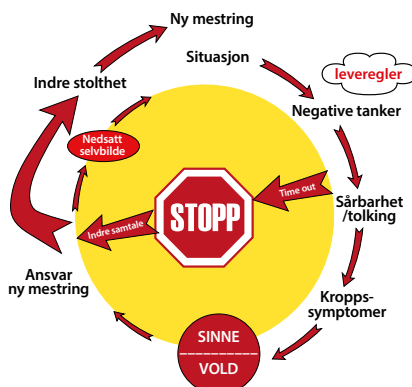 Ny mestring
Situasjon
leveregler
Indre stolthet
Negative tanker
Nedsatt
selvbilde
Time out
Sårbarhet
/tolking
STOPP
Indre samtale
Ansvar
ny mestring
Kropps-
symptomer
SINNE
VOLD